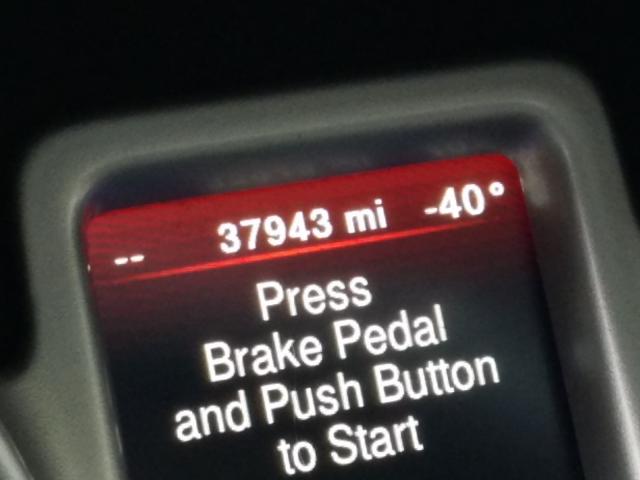 -- 37943 mi -40°
Press
Brake Pedal
and Push Button
to Start